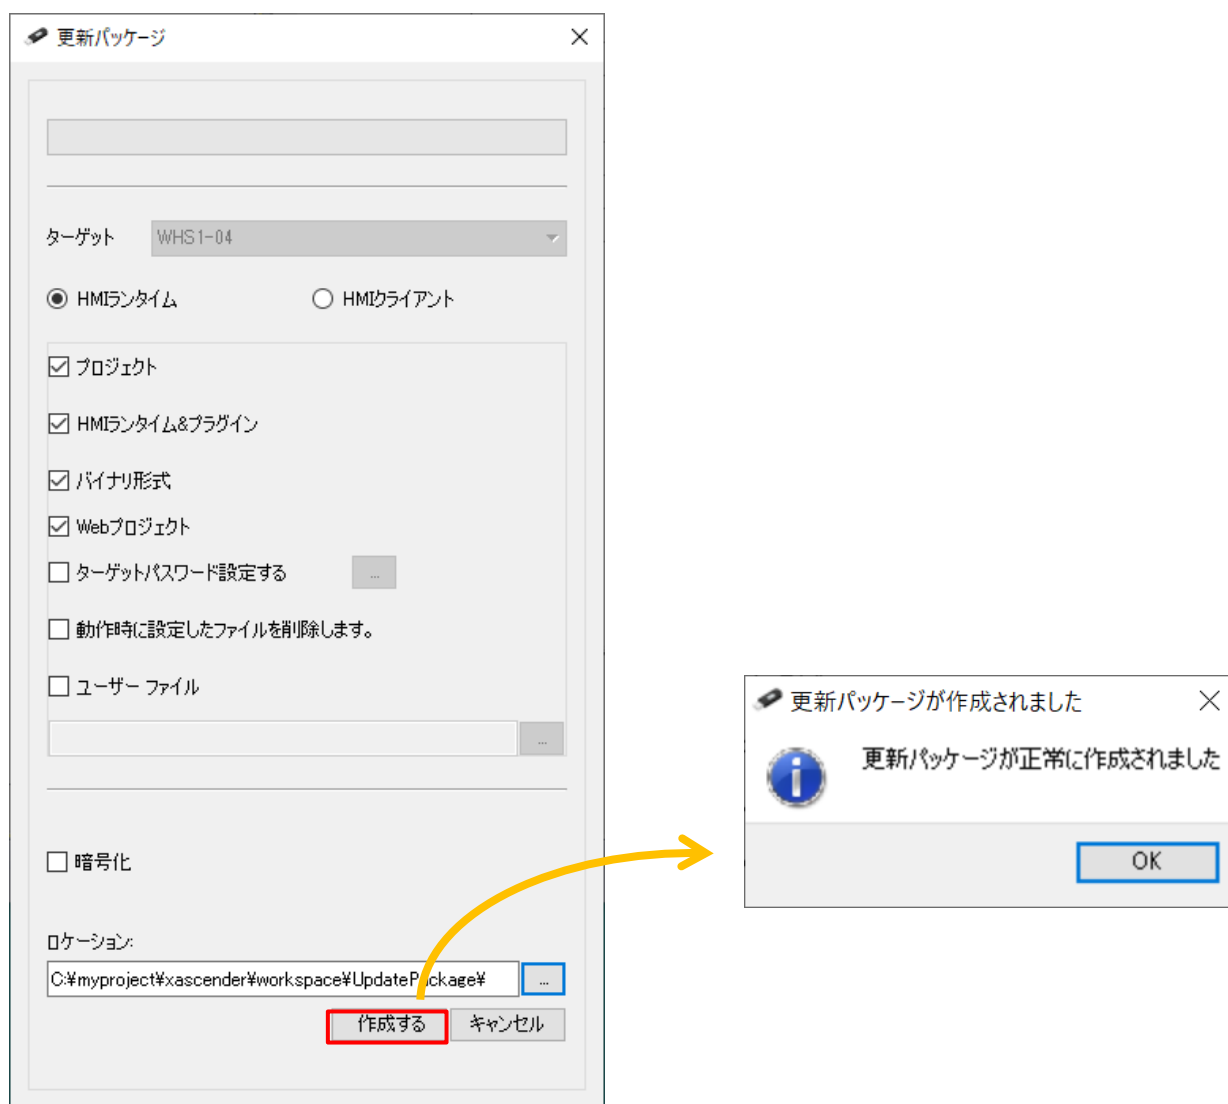 更新パッケージ
ターゲット
WHS1-04
HMIランタイム
HMIクライアント
プロジェクト
HMIランタイム&プラグイン
バイナリ形式
Webプロジェクト
ターゲットパスワード設定する
...
動作時に設定したファイルを削除します。
ユーザー ファイル
...
暗号化
ロケーション:
C:¥myproject¥xascender¥workspace¥UpdatePackage¥
...
作成する
キャンセル
更新パッケージが作成されました
更新パッケージが正常に作成されました
OK